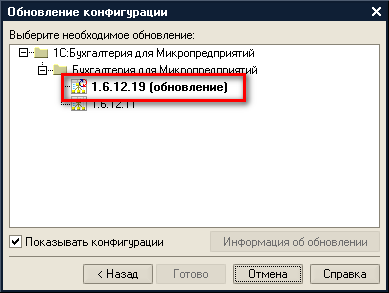 Обновление конфигурации
Выберите необходимое обновление:
1С:Бухгалтерия для Микропредприятий
Бухгалтерия для Микропредприятий
1.6.12.19 (обновление)
1.6.12.11
Показывать конфигурации
Информация об обновлении
< Назад
Готово
Отмена
Справка